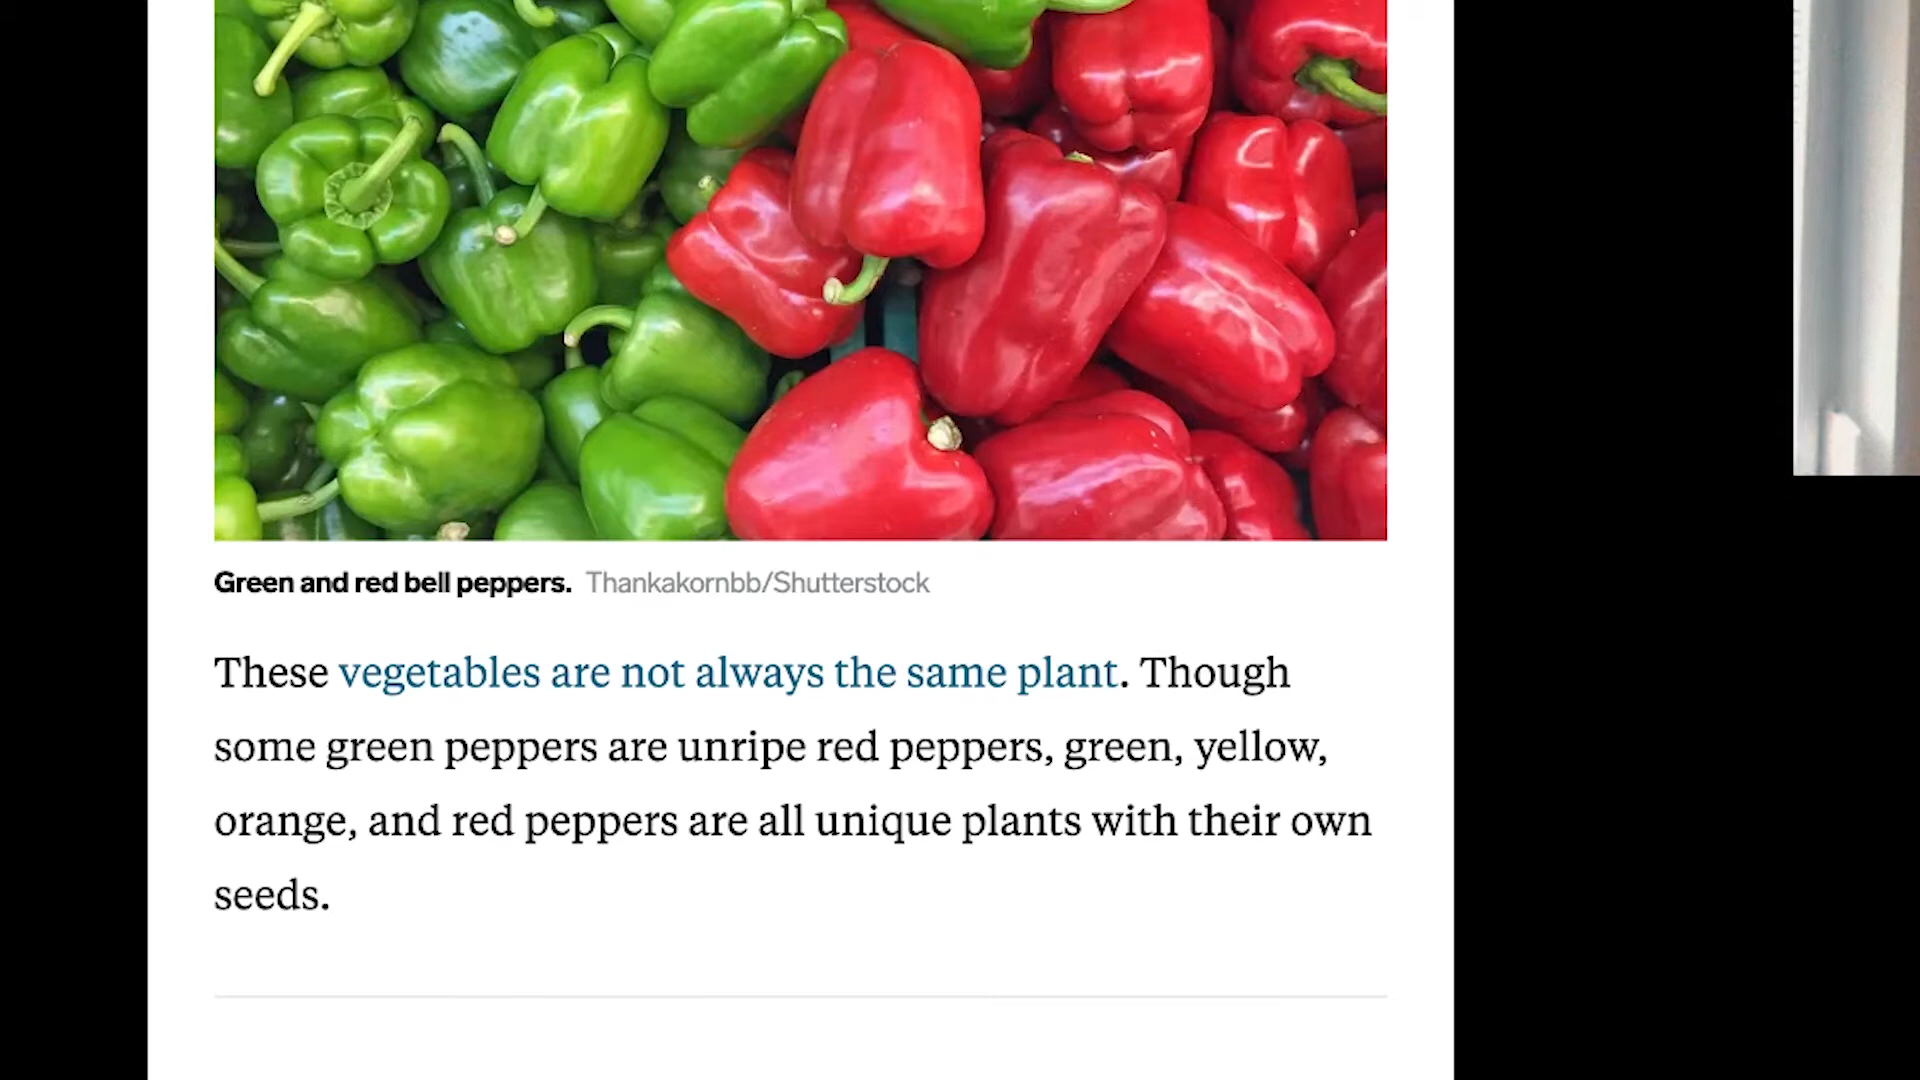 Green and red bell peppers. Thankakornbb/Shutterstock
These vegetables are not always the same plant. Though
some green peppers are unripe red peppers, green, yellow,
orange, and red peppers are all unique plants with their own
seeds.